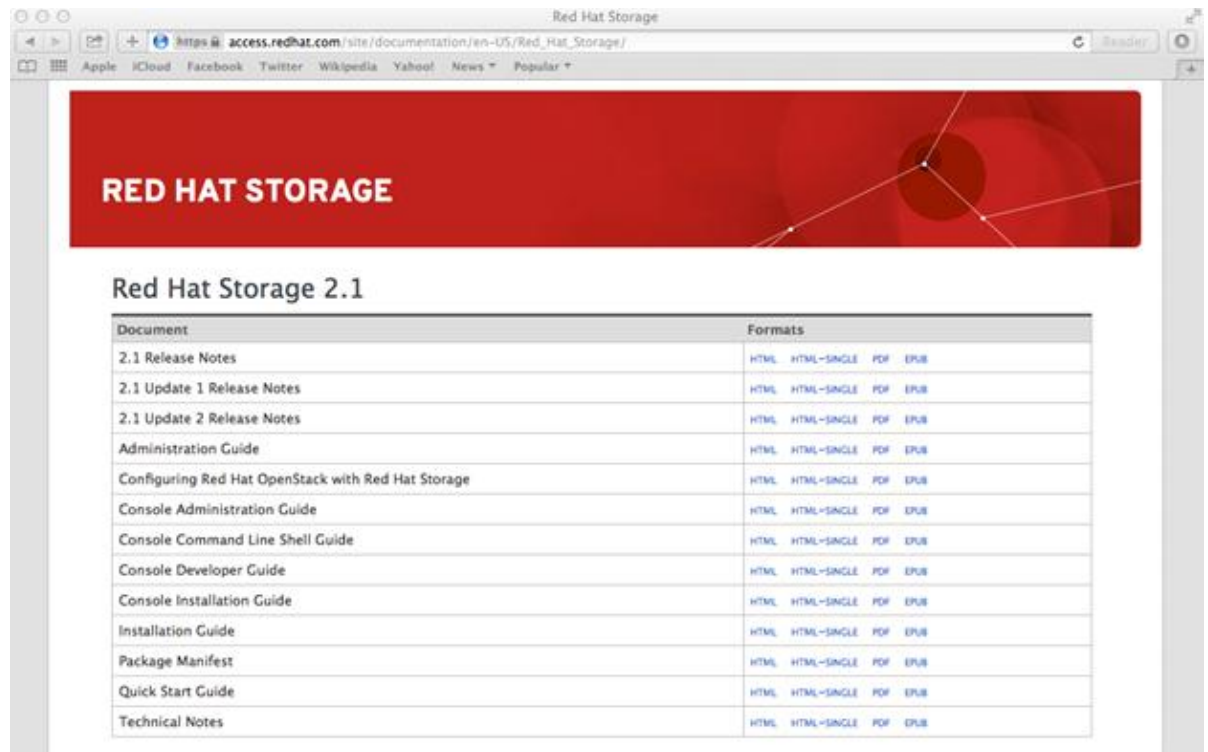 Red Hat Storage
https access.redhat.com/site/documentation/en-US/Red_Hat_Storage/ Reader
Apple iCloud Facebook Twitter Wikipedia Yahoo! News Popular
RED HAT STORAGE
Red Hat Storage 2.1
Document Formats
2.1 Release Notes HTML HTML-SINGLE PDF EPUB
2.1 Update 1 Release Notes HTML HTML-SINGLE PDF EPUB
2.1 Update 2 Release Notes HTML HTML-SINGLE PDF EPUB
Administration Guide HTML HTML-SINGLE PDF EPUB
Configuring Red Hat OpenStack with Red Hat Storage HTML HTML-SINGLE PDF EPUB
Console Administration Guide HTML HTML-SINGLE PDF EPUB
Console Command Line Shell Guide HTML HTML-SINGLE PDF EPUB
Console Developer Guide HTML HTML-SINGLE PDF EPUB
Console Installation Guide HTML HTML-SINGLE PDF EPUB
Installation Guide HTML HTML-SINGLE PDF EPUB
Package Manifest HTML HTML-SINGLE PDF EPUB
Quick Start Guide HTML HTML-SINGLE PDF EPUB
Technical Notes HTML HTML-SINGLE PDF EPUB